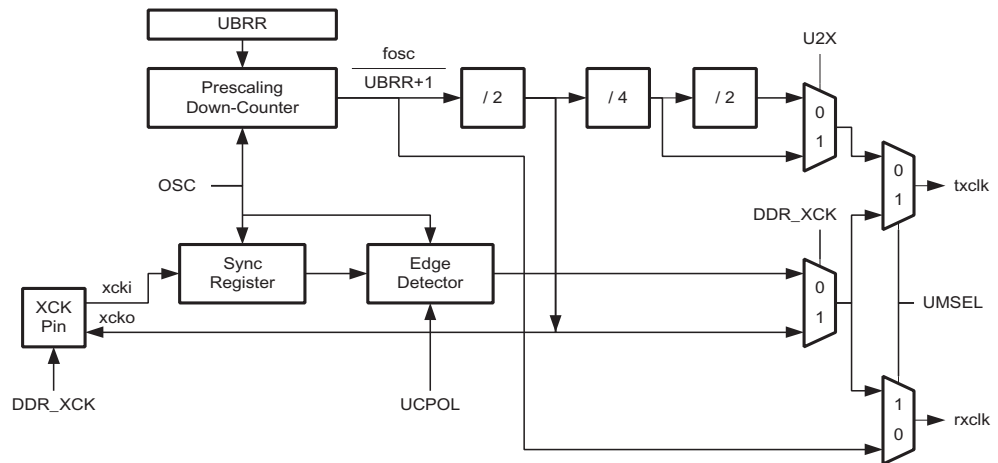 UBRR
fosc
U2X
Prescaling
Down-Counter
UBRR+1
/ 2
/ 4
/ 2
0
1
OSC
0
1
txclk
DDR_XCK
Sync
Register
Edge
Detector
xcki
0
1
XCK
Pin
xcko
UMSEL
DDR_XCK
UCPOL
1
0
rxclk